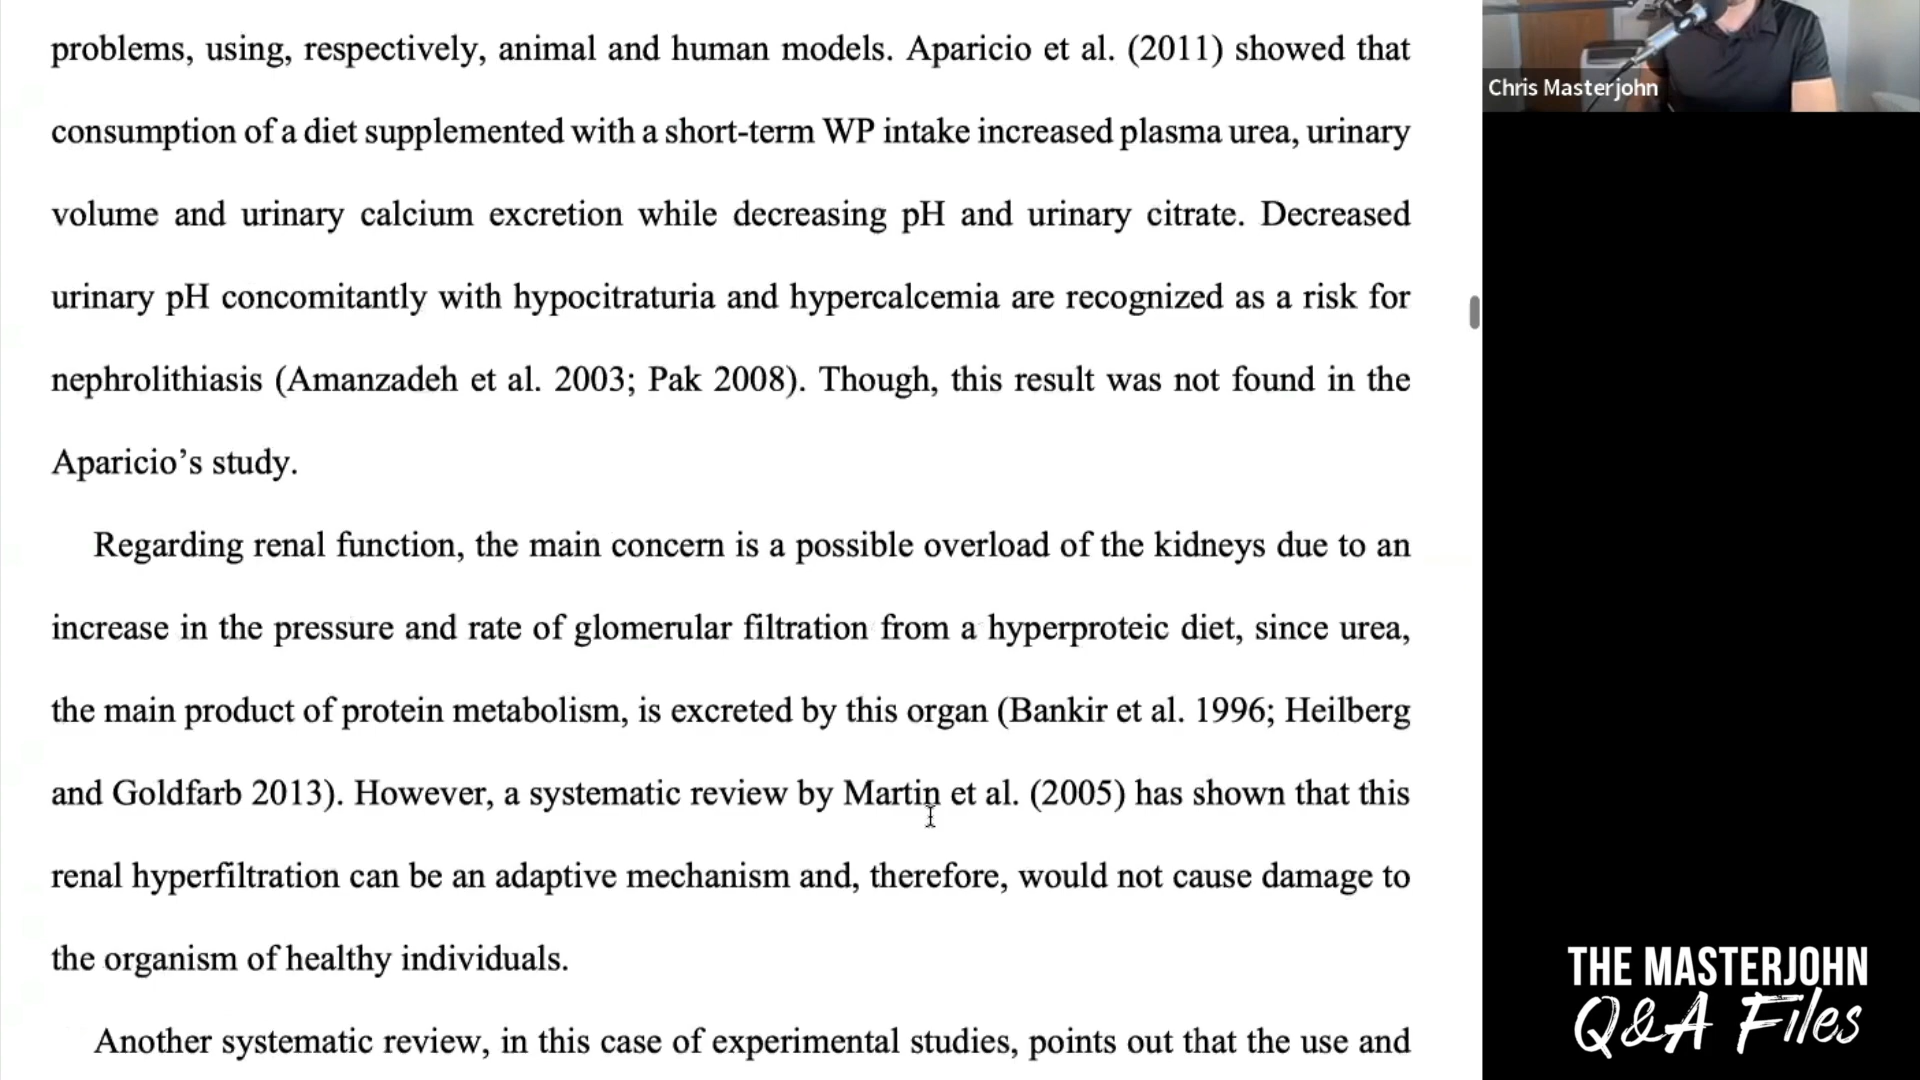 problems, using, respectively, animal and human models. Aparicio et al. (2011) showed that
consumption of a diet supplemented with a short-term WP intake increased plasma urea, urinary
volume and urinary calcium excretion while decreasing pH and urinary citrate. Decreased
urinary pH concomitantly with hypocitraturia and hypercalcemia are recognized as a risk for
nephrolithiasis (Amanzadeh et al. 2003; Pak 2008). Though, this result was not found in the
Aparicio’s study.
Regarding renal function, the main concern is a possible overload of the kidneys due to an
increase in the pressure and rate of glomerular filtration from a hyperproteic diet, since urea,
the main product of protein metabolism, is excreted by this organ (Bankir et al. 1996; Heilberg
and Goldfarb 2013). However, a systematic review by Martin et al. (2005) has shown that this
renal hyperfiltration can be an adaptive mechanism and, therefore, would not cause damage to
the organism of healthy individuals.
Another systematic review, in this case of experimental studies, points out that the use and
Chris Masterjohn
THE MASTERJOHN
Q&A Files